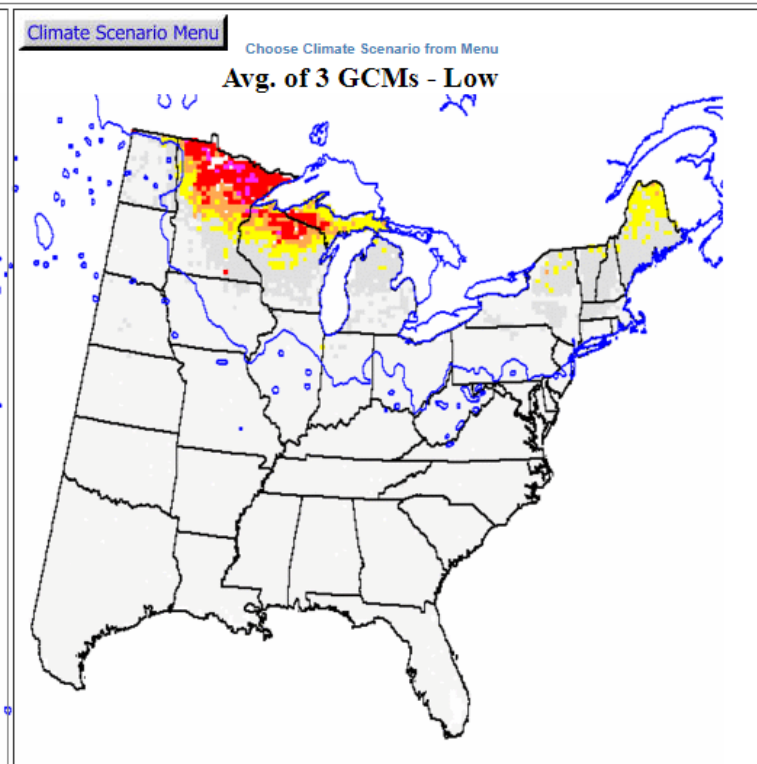 Climate Scenario Menu
Choose Climate Scenario from Menu
Avg. of 3 GCMs - Low